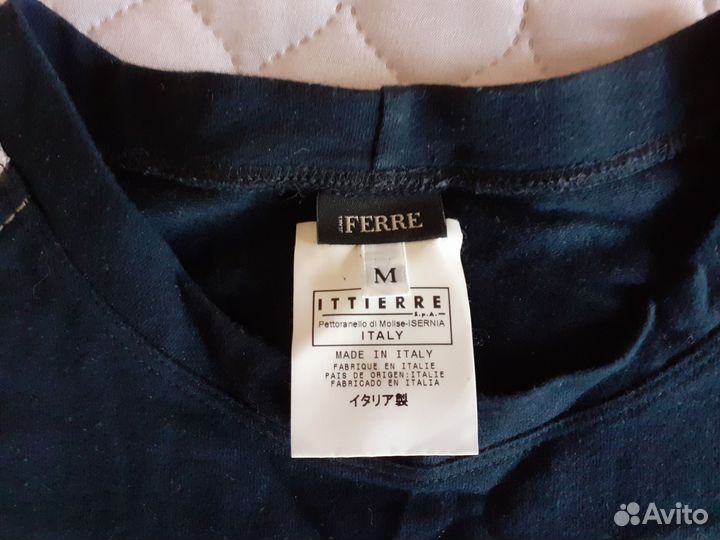 FERRE
M
ITTIERRE
S.p.A.
Pettoranello di Molise-ISERNIA
ITALY
MADE IN ITALY
FABRIQUE EN ITALIE
PAIS DE ORIGEN:ITALIE
FABRICADO EN ITALIA
イタリア製
Avito